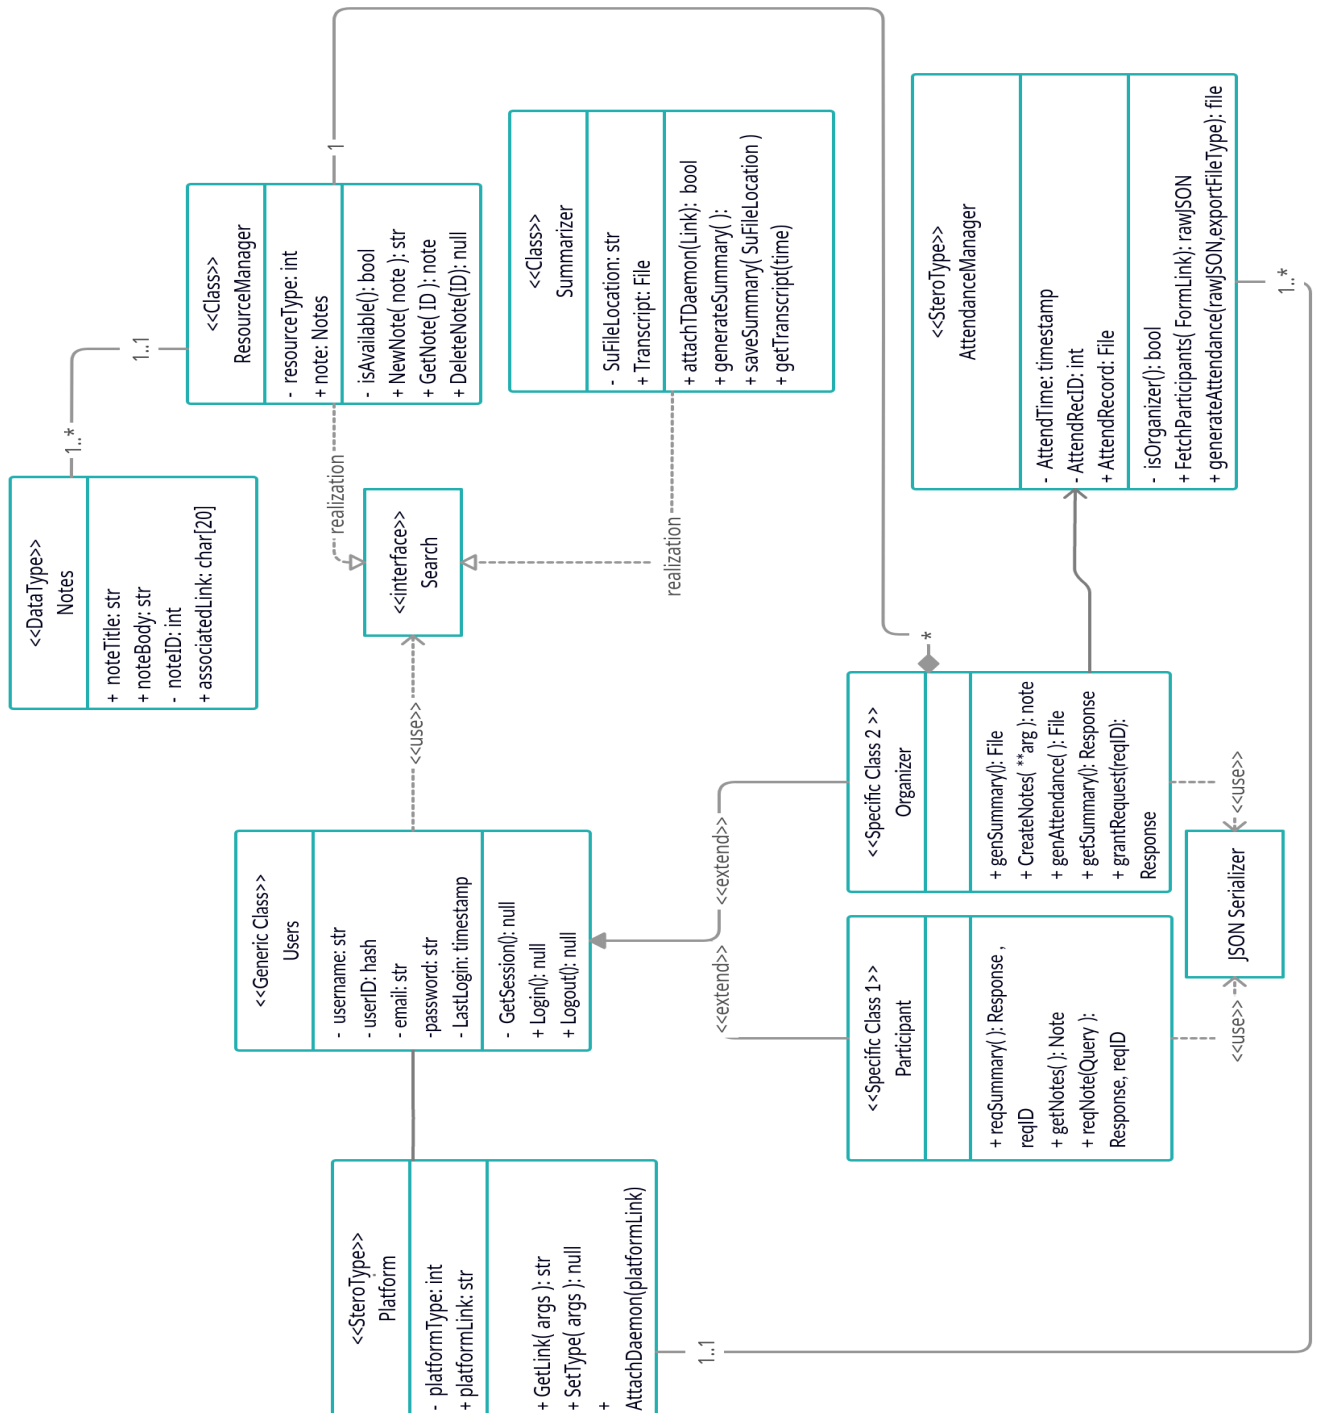 <<SteroType>>
Platform
- platformType: int
+ platformLink: str
+ GetLink( args ): str
+ SetType( args ): null
+
AttachDaemon(platformLink)
<<Generic Class>>
Users
- username: str
- userID: hash
- email: str
-password: str
- LastLogin: timestamp
- GetSession(): null
+ Login(): null
+ Logout(): null
<<use>>
<<DataType>>
Notes
+ noteTitle: str
+ noteBody: str
- noteID: int
+ associatedLink: char[20]
1..*
1..1
<<Class>>
ResourceManager
- resourceType: int
+ note: Notes
- isAvailable(): bool
+ NewNote( note ): str
+ GetNote( ID ): note
+ DeleteNote(ID): null
1
realization
<<interface>>
Search
realization
<<Class>>
Summarizer
- SuFileLocation: str
+ Transcript: File
+ attachTDaemon(Link): bool
+ generateSummary( ):
+ saveSummary( SuFileLocation )
+ getTranscript(time)
<<extend>>
<<extend>>
<<Specific Class 1>>
Participant
+ reqSummary( ): Response ,
reqID
+ getNotes( ): Note
+ reqNote(Query ):
Response, reqID
<<Specific Class 2 >>
Organizer
+ genSummary(): File
+ CreateNotes( **arg ): note
+ genAttendance( ): File
+ getSummary(): Response
+ grantRequest(reqID):
Response
*
<<SteroType>>
AttendanceManager
- AttendTime: timestamp
- AttendRecID: int
+ AttendRecord: File
- isOrganizer(): bool
+ FetchParticipants( FormLink): rawJSON
+ generateAttendance(rawJSON,exportFileType): file
1..*
1..1
<<use>>
JSON Serializer
<<use>>